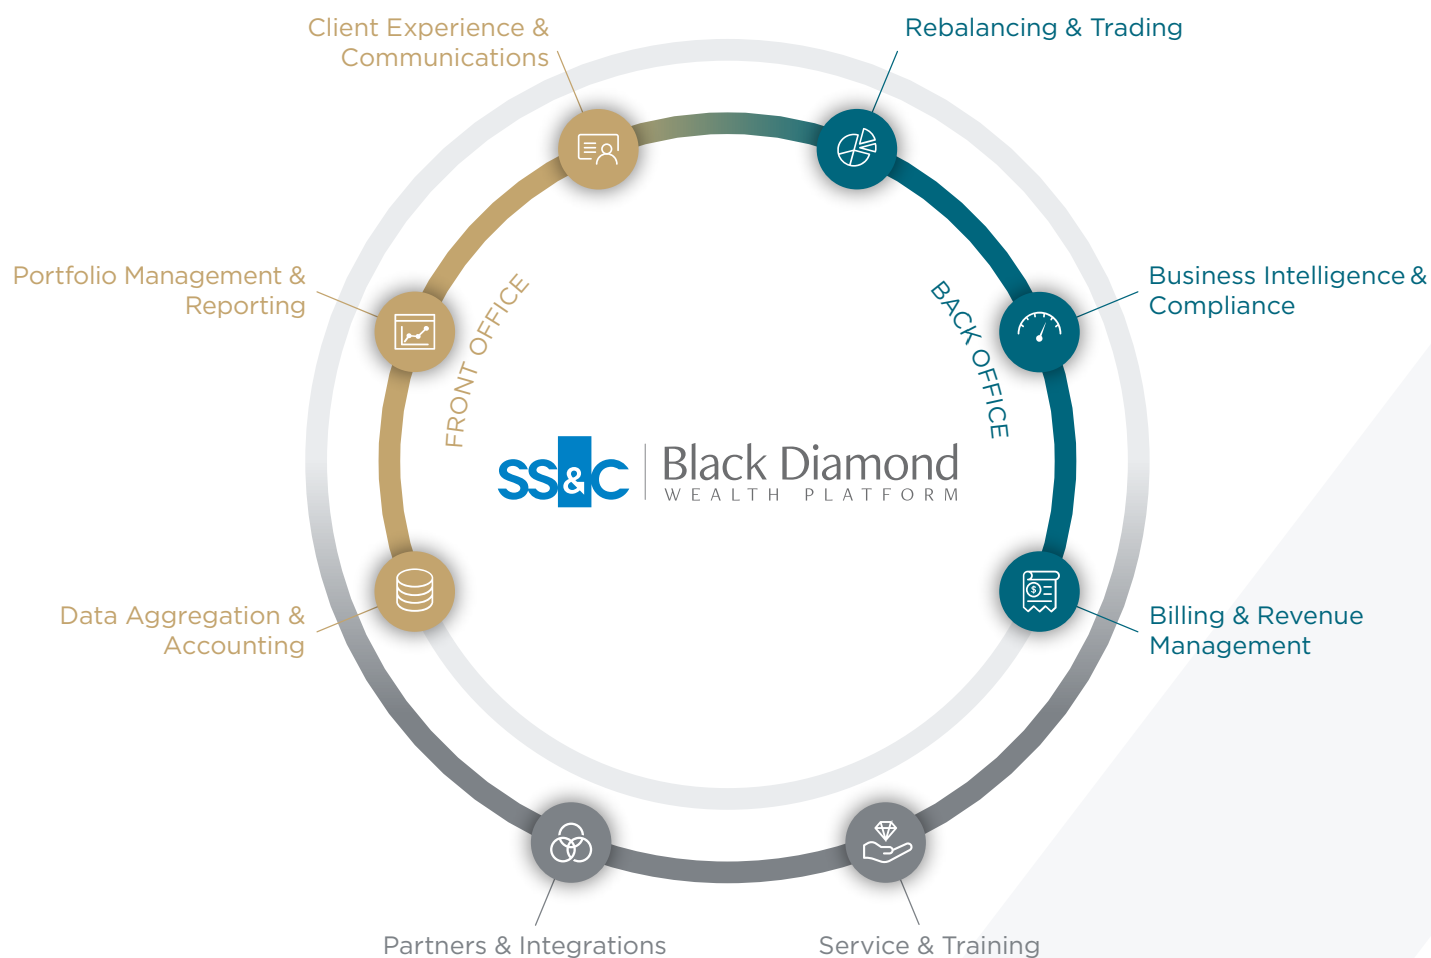 Client Experience &
Communications
Rebalancing & Trading
Portfolio Management &
Reporting
Business Intelligence &
Compliance
FRONT OFFICE
BACK OFFICE
SS&C
Black Diamond
WEALTH PLATFORM
Data Aggregation &
Accounting
$
Billing & Revenue
Management
Partners & Integrations
Service & Training